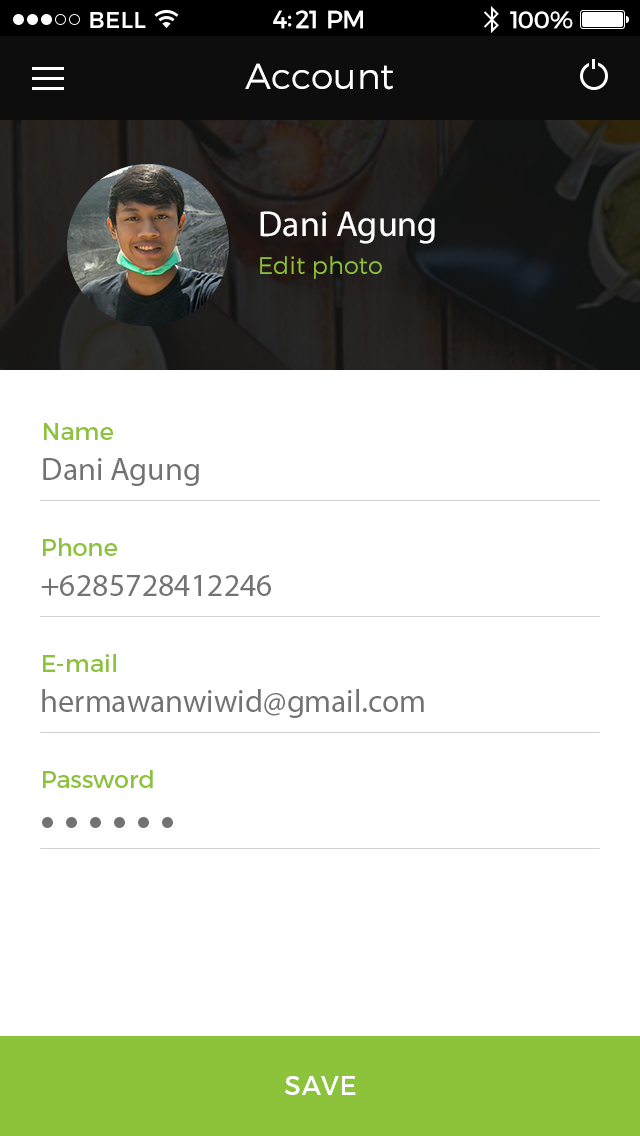 BELL 4:21 PM 100%
Account
Dani Agung
Edit photo
Name
Dani Agung
Phone
+6285728412246
E-mail
hermawanwiwid@gmail.com
Password
SAVE